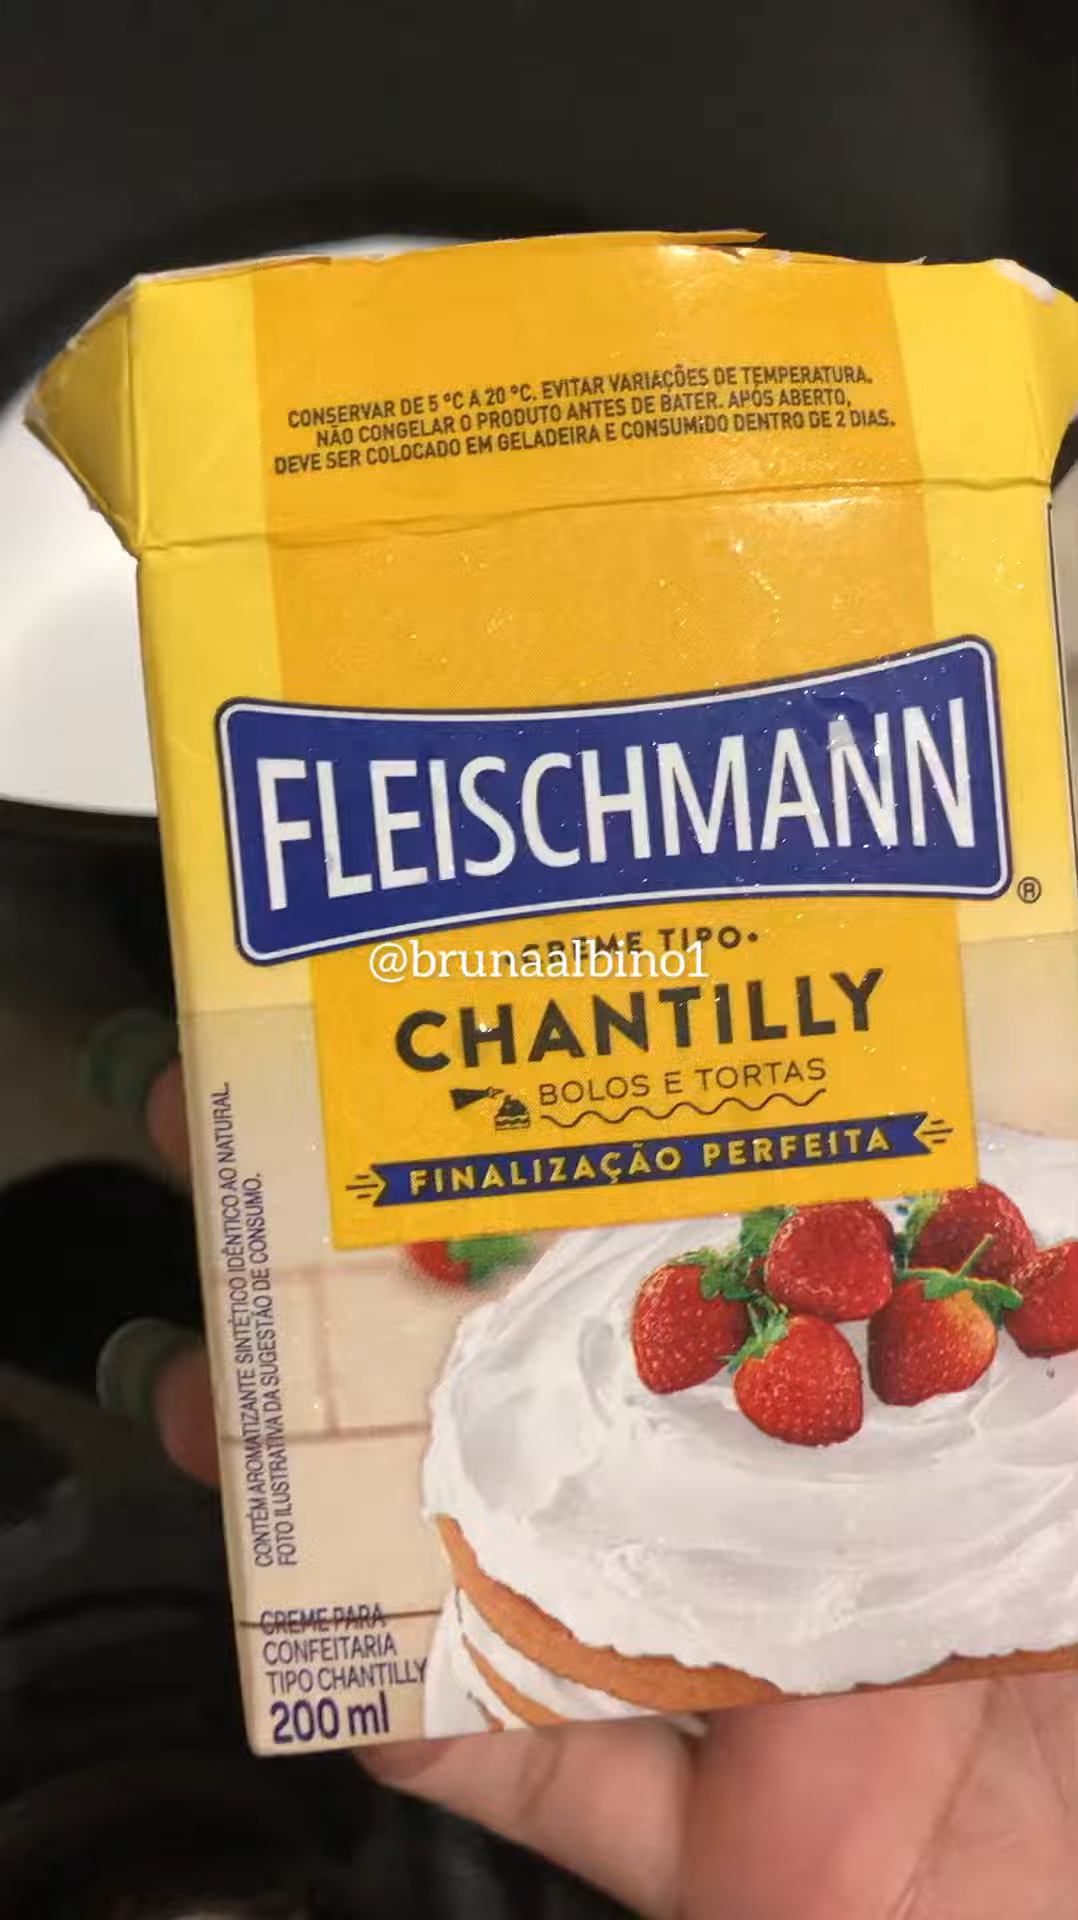 CONSERVAR DE 5 °C A 20 °C. EVITAR VARIAÇÕES DE TEMPERATURA.
NÃO CONGELAR O PRODUTO ANTES DE BATER. APÓS ABERTO,
DEVE SER COLOCADO EM GELADEIRA E CONSUMIDO DENTRO DE 2 DIAS.
FLEISCHMANN
®
CREME TIPO
@brunaalbino1
CHANTILLY
BOLOS E TORTAS
FINALIZAÇÃO PERFEITA
CONTÉM AROMATIZANTE SINTÉTICO IDÊNTICO AO NATURAL.
FOTO ILUSTRATIVA DA SUGESTÃO DE CONSUMO.
CREME PARA
CONFEITARIA
TIPO CHANTILLY
200 ml